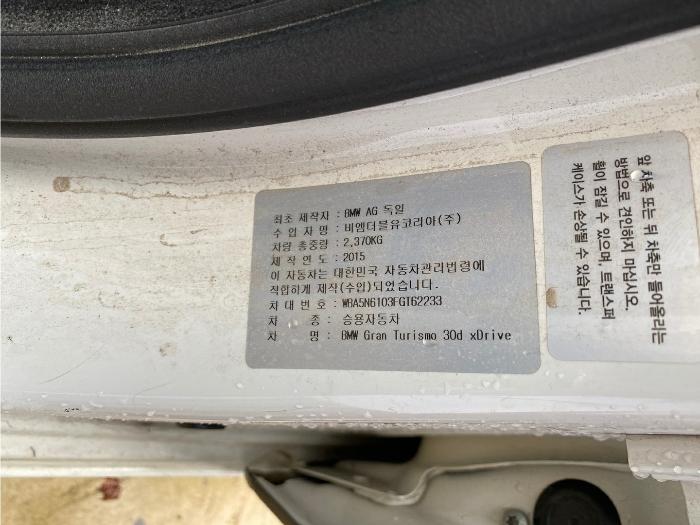 최초 제작자 : BMW AG 독일
수 입 자 명 : 비엠더블유코리아(주)
차량 총중량 : 2,370KG
제 작 연 도 : 2015
이 자동차는 대한민국 자동차관리법령에
적합하게 제작(수입)되었습니다.
차 대 번 호 : WBA5N6103FGT62233
차 종 : 승용자동차
차 명 : BMW Gran Turismo 30d xDrive
앞 차축 또는 뒤 차축만 들어올리는
방법으로 견인하지 마십시오.
휠이 잠길 수 있으며, 트랜스퍼
케이스가 손상될 수 있습니다.